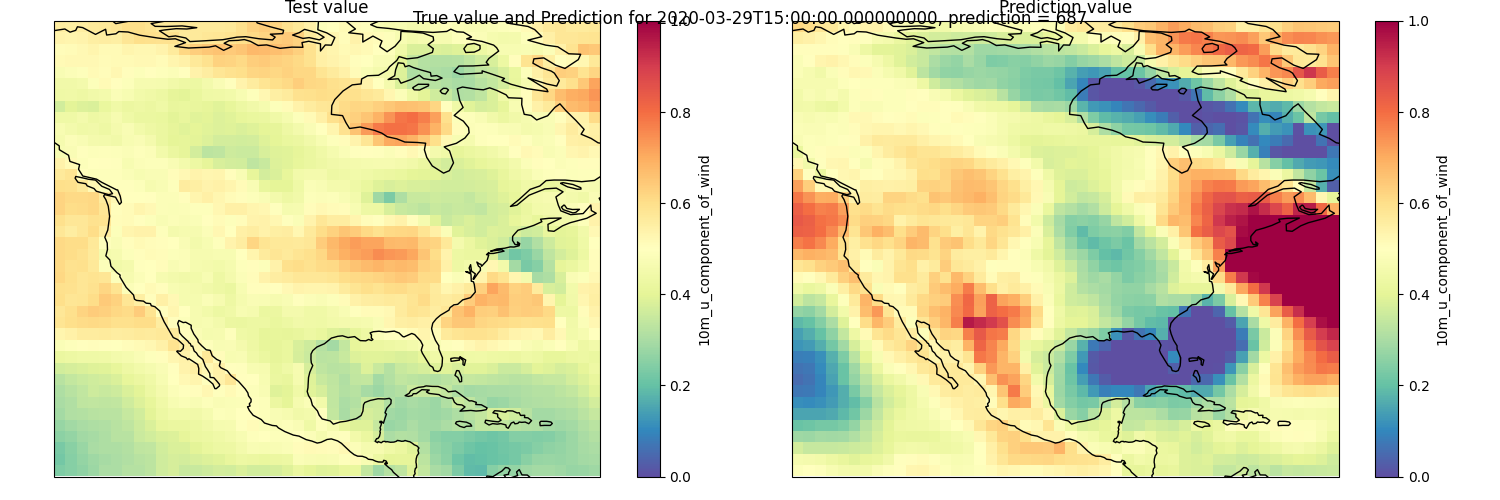 Test value
Prediction value
True value and Prediction for 2020-03-29T15:00:00.000000000, prediction = 687
1.0
0.8
0.6
0.4
0.2
0.0
10m_u_component_of_wind
1.0
0.8
0.6
0.4
0.2
0.0
10m_u_component_of_wind